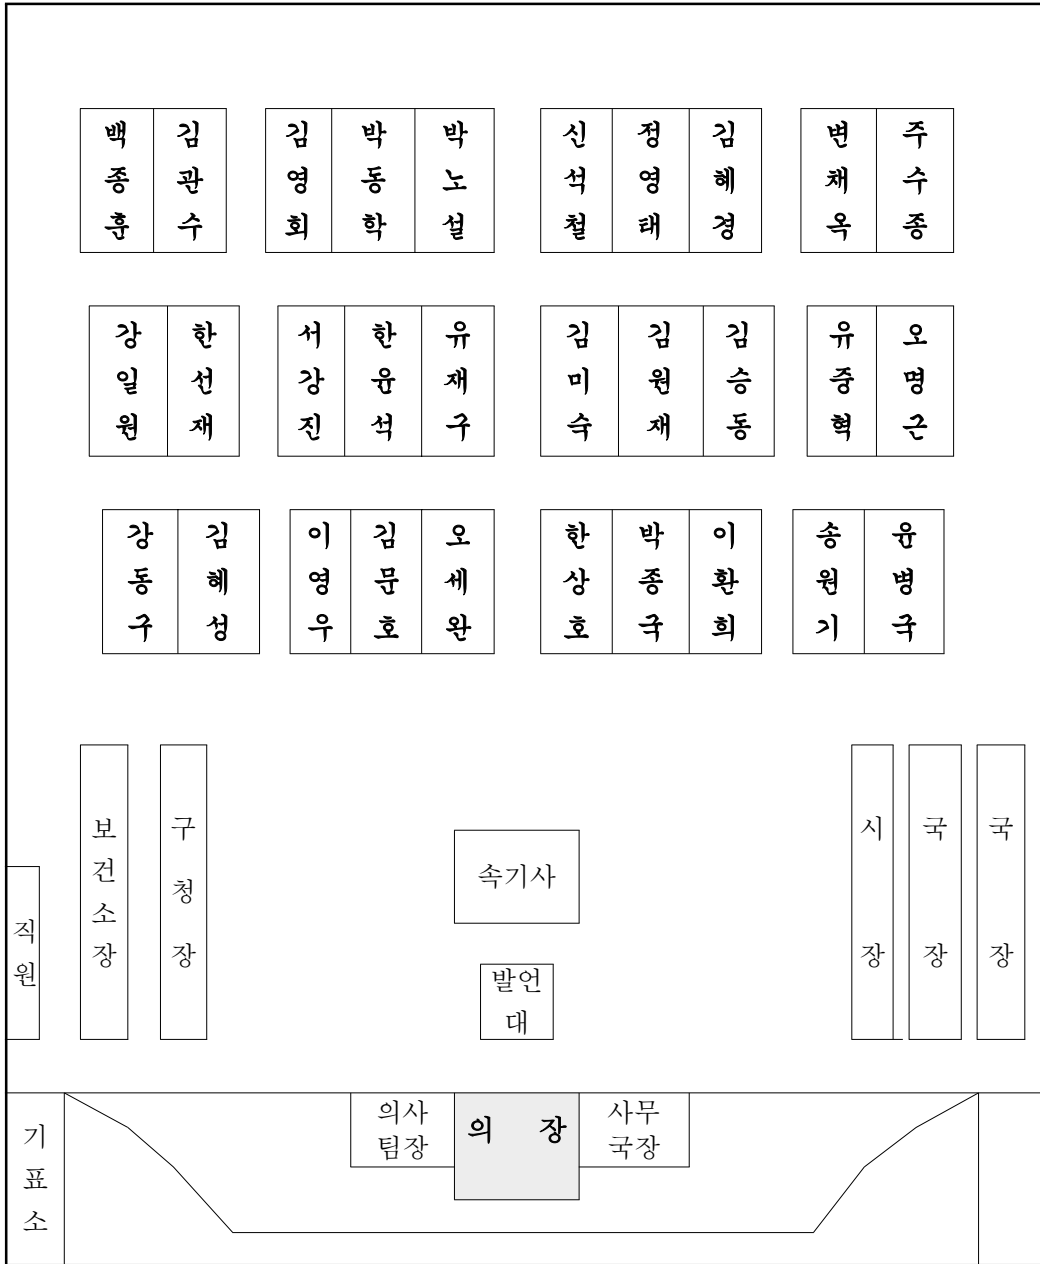 백종훈 김관수 김영회 박동학 박노설 신석철 정영태 김혜경 변채옥 주수종
강일원 한선재 서강진 한윤석 유재구 김미숙 김원재 김승동 유중혁 오명근
강동구 김혜성 이영우 김문호 오세완 한상호 박종국 이환희 송원기 윤병국
보건소장 구청장 시장 국장 국장
속기사
직원
발언
대
의사
팀장
의 장
사무
국장
기표소